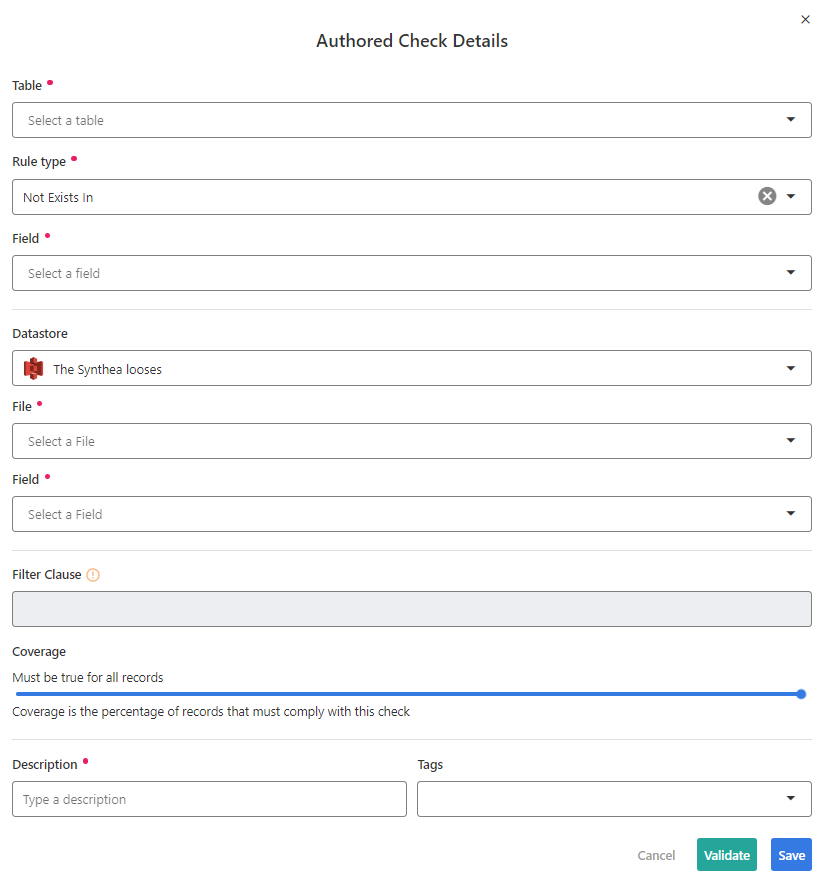 Authored Check Details
Table
Select a table
Rule type
Not Exists In
Field
Select a field
Datastore
The Synthea looses
File
Select a File
Field
Select a Field
Filter Clause
Coverage
Must be true for all records
Coverage is the percentage of records that must comply with this check
Description Tags
Type a description
Cancel Validate Save